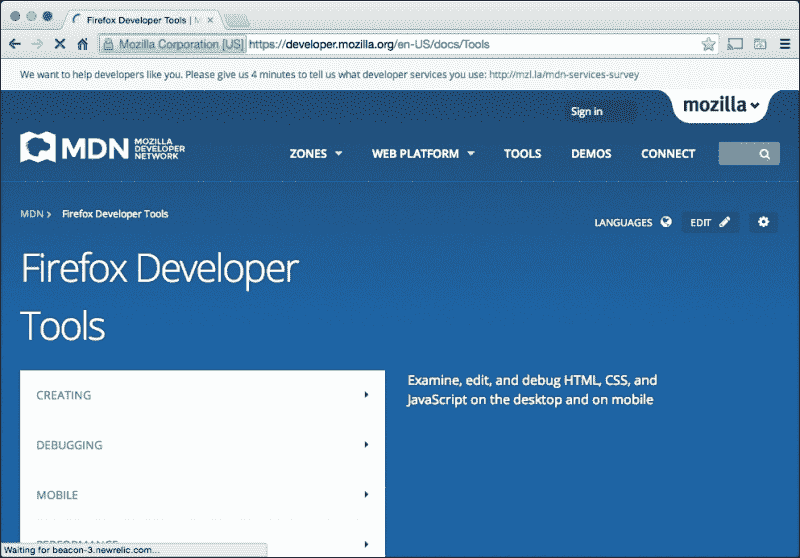 Firefox Developer Tools | M
Mozilla Corporation [US] https://developer.mozilla.org/en-US/docs/Tools
We want to help developers like you. Please give us 4 minutes to tell us what developer services you use: http://mzl.la/mdn-services-survey
Sign in
mozilla
MDN MOZILLA
DEVELOPER
NETWORK
ZONES WEB PLATFORM TOOLS DEMOS CONNECT
MDN Firefox Developer Tools
LANGUAGES EDIT
Firefox Developer
Tools
CREATING
DEBUGGING
MOBILE
PERFORMANCE
Examine, edit, and debug HTML, CSS, and
JavaScript on the desktop and on mobile
Waiting for beacon-3.newrelic.com...